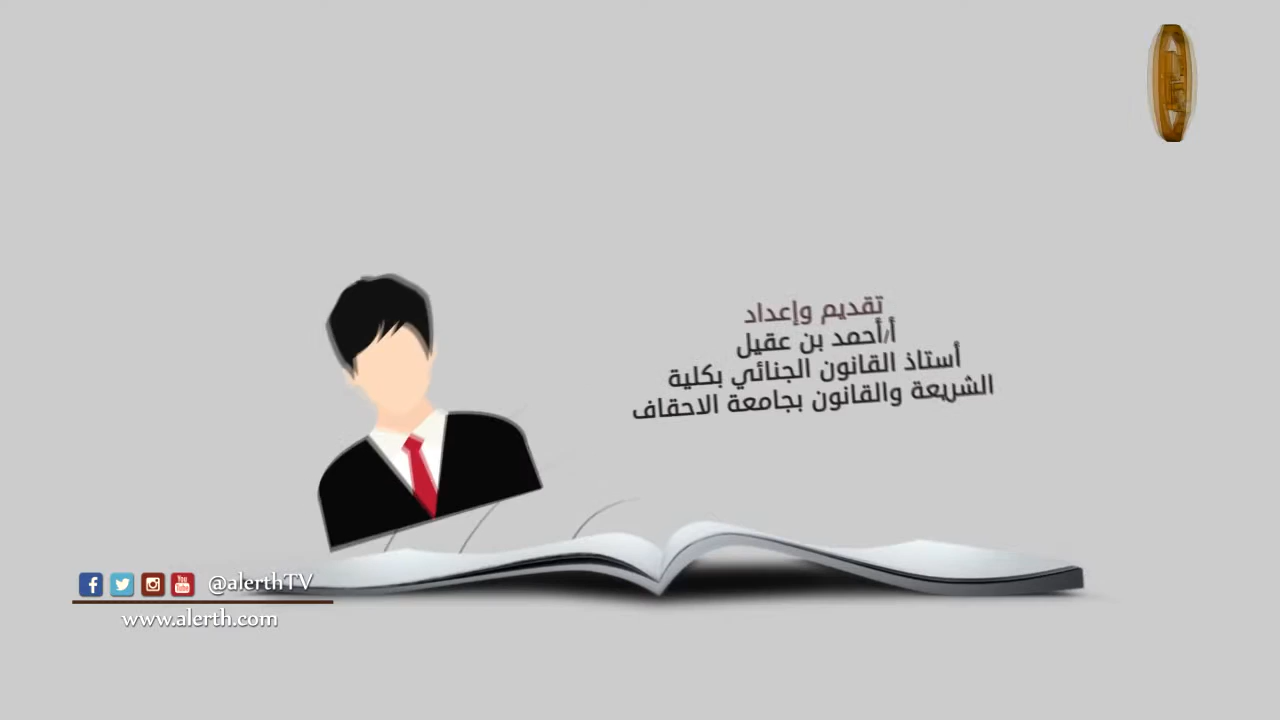 تقديم وإعداد
أ/أحمد بن عقيل
أستاذ القانون الجنائي بكلية
الشريعة والقانون بجامعة الاحقاف
@alerthTV
www.alerth.com